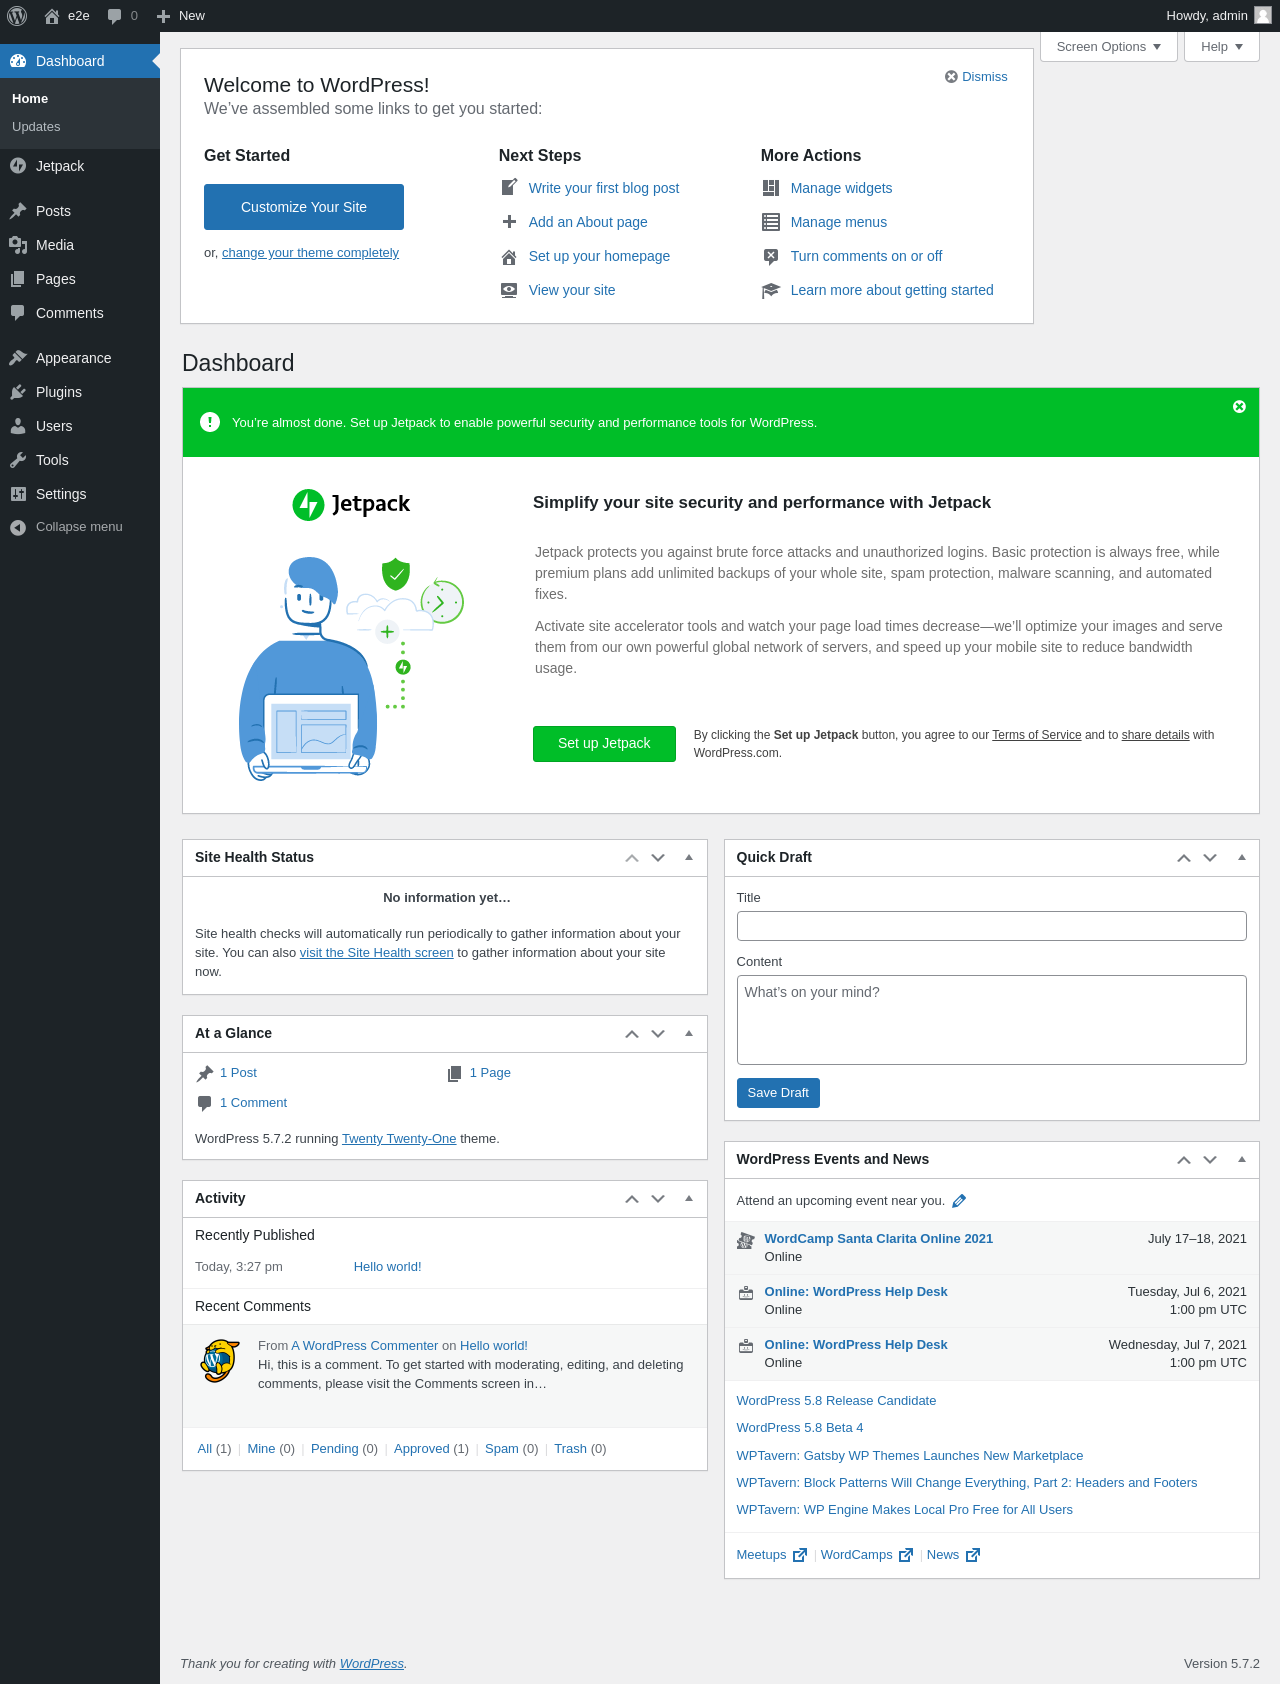 e2e
0
New
Howdy, admin
Dashboard
Home
Updates
Jetpack
Posts
Media
Pages
Comments
Appearance
Plugins
Users
Tools
Settings
Collapse menu
Screen Options
Help
Welcome to WordPress!
We’ve assembled some links to get you started:
Dismiss
Get Started
Customize Your Site
or, change your theme completely
Next Steps
Write your first blog post
Add an About page
Set up your homepage
View your site
More Actions
Manage widgets
Manage menus
Turn comments on or off
Learn more about getting started
Dashboard
You’re almost done. Set up Jetpack to enable powerful security and performance tools for WordPress.
Jetpack
Simplify your site security and performance with Jetpack
Jetpack protects you against brute force attacks and unauthorized logins. Basic protection is always free, while
premium plans add unlimited backups of your whole site, spam protection, malware scanning, and automated
fixes.
Activate site accelerator tools and watch your page load times decrease—we’ll optimize your images and serve
them from our own powerful global network of servers, and speed up your mobile site to reduce bandwidth
usage.
Set up Jetpack
By clicking the Set up Jetpack button, you agree to our Terms of Service and to share details with
WordPress.com.
Site Health Status
No information yet…
Site health checks will automatically run periodically to gather information about your
site. You can also visit the Site Health screen to gather information about your site
now.
At a Glance
1 Post
1 Page
1 Comment
WordPress 5.7.2 running Twenty Twenty-One theme.
Activity
Recently Published
Today, 3:27 pm
Hello world!
Recent Comments
From A WordPress Commenter on Hello world!
Hi, this is a comment. To get started with moderating, editing, and deleting
comments, please visit the Comments screen in…
All (1) | Mine (0) | Pending (0) | Approved (1) | Spam (0) | Trash (0)
Quick Draft
Title
Content
What’s on your mind?
Save Draft
WordPress Events and News
Attend an upcoming event near you.
WordCamp Santa Clarita Online 2021
July 17–18, 2021
Online
Online: WordPress Help Desk
Tuesday, Jul 6, 2021
Online
1:00 pm UTC
Online: WordPress Help Desk
Wednesday, Jul 7, 2021
Online
1:00 pm UTC
WordPress 5.8 Release Candidate
WordPress 5.8 Beta 4
WPTavern: Gatsby WP Themes Launches New Marketplace
WPTavern: Block Patterns Will Change Everything, Part 2: Headers and Footers
WPTavern: WP Engine Makes Local Pro Free for All Users
Meetups | WordCamps | News
Thank you for creating with WordPress.
Version 5.7.2